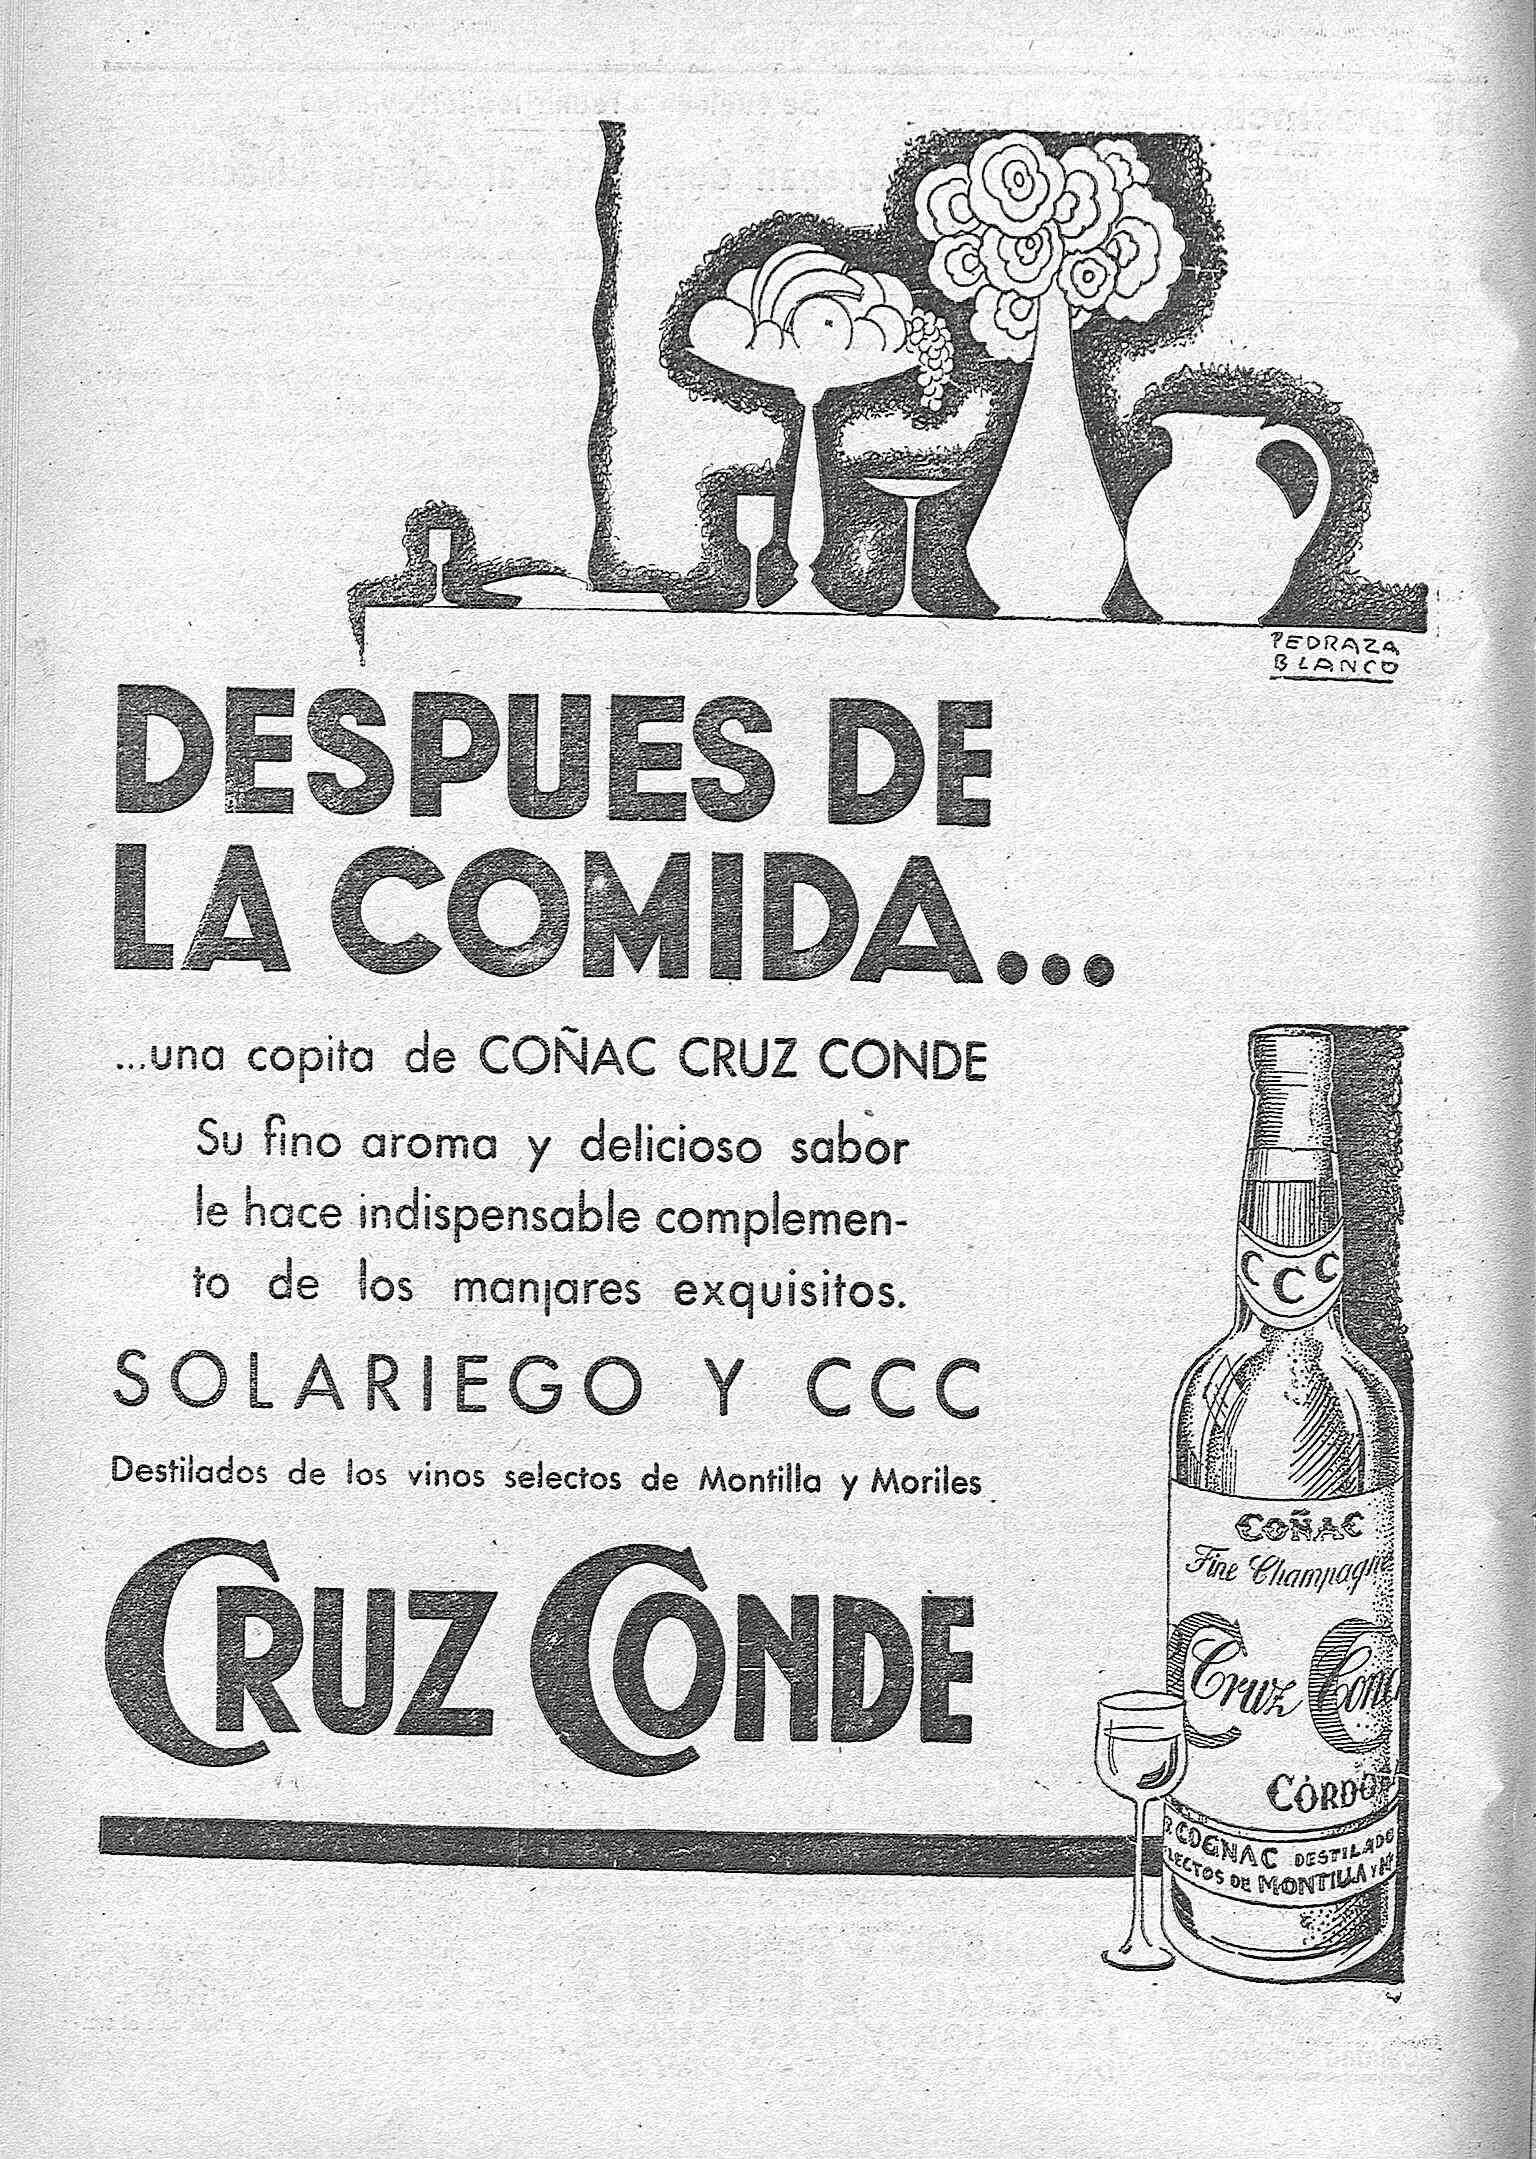 PEDRAZA
BLANCO
DESPUES DE
LA COMIDA...
...una copita de COÑAC CRUZ CONDE
Su fino aroma y delicioso sabor
le hace indispensable complemen-
to de los manjares exquisitos.
SOLARIEGO Y CCC
Destilados de los vinos selectos de Montilla y Moriles
CRUZ CONDE
CCC
COÑAC
Fine Champagne
C C
Cruz Con
CÓRDO
COGNAC DESTILADO
LECTOS DE MONTILLA Y M